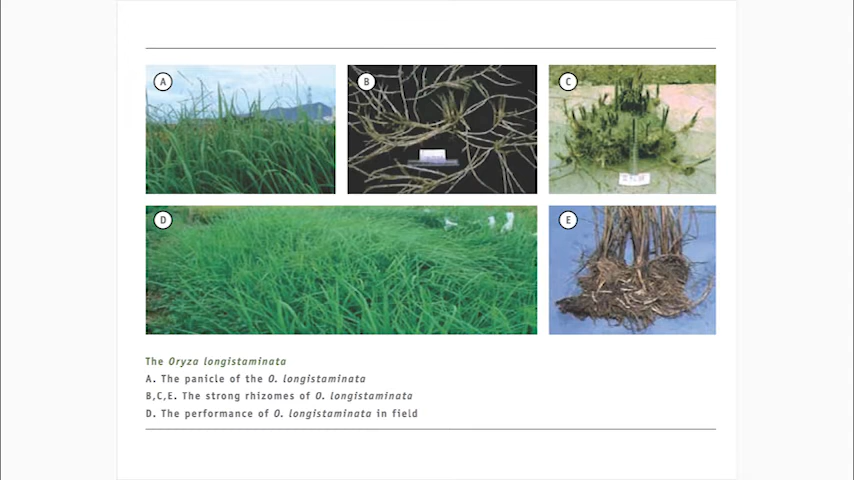 A
B
C
D
E
The Oryza longistaminata
A. The panicle of the O. longistaminata
B,C,E. The strong rhizomes of O. longistaminata
D. The performance of O. longistaminata in field